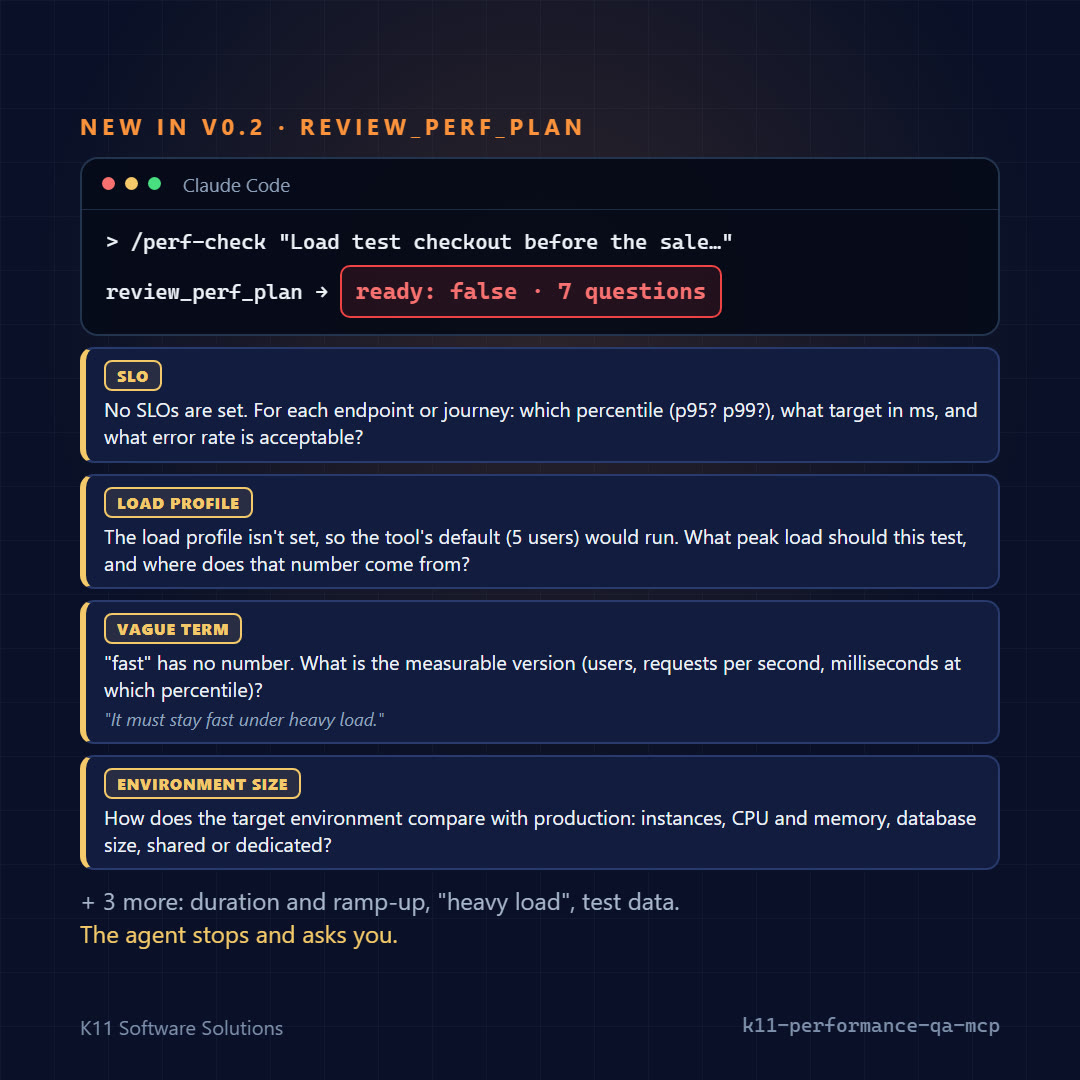 NEW IN V0.2 · REVIEW_PERF_PLAN
Claude Code
> /perf-check "Load test checkout before the sale…"
review_perf_plan → ready: false · 7 questions
SLO
No SLOs are set. For each endpoint or journey: which percentile (p95? p99?), what target in ms, and
what error rate is acceptable?
LOAD PROFILE
The load profile isn't set, so the tool's default (5 users) would run. What peak load should this test,
and where does that number come from?
VAGUE TERM
"fast" has no number. What is the measurable version (users, requests per second, milliseconds at
which percentile)?
"It must stay fast under heavy load."
ENVIRONMENT SIZE
How does the target environment compare with production: instances, CPU and memory, database
size, shared or dedicated?
+ 3 more: duration and ramp-up, "heavy load", test data.
The agent stops and asks you.
K11 Software Solutions
k11-performance-qa-mcp